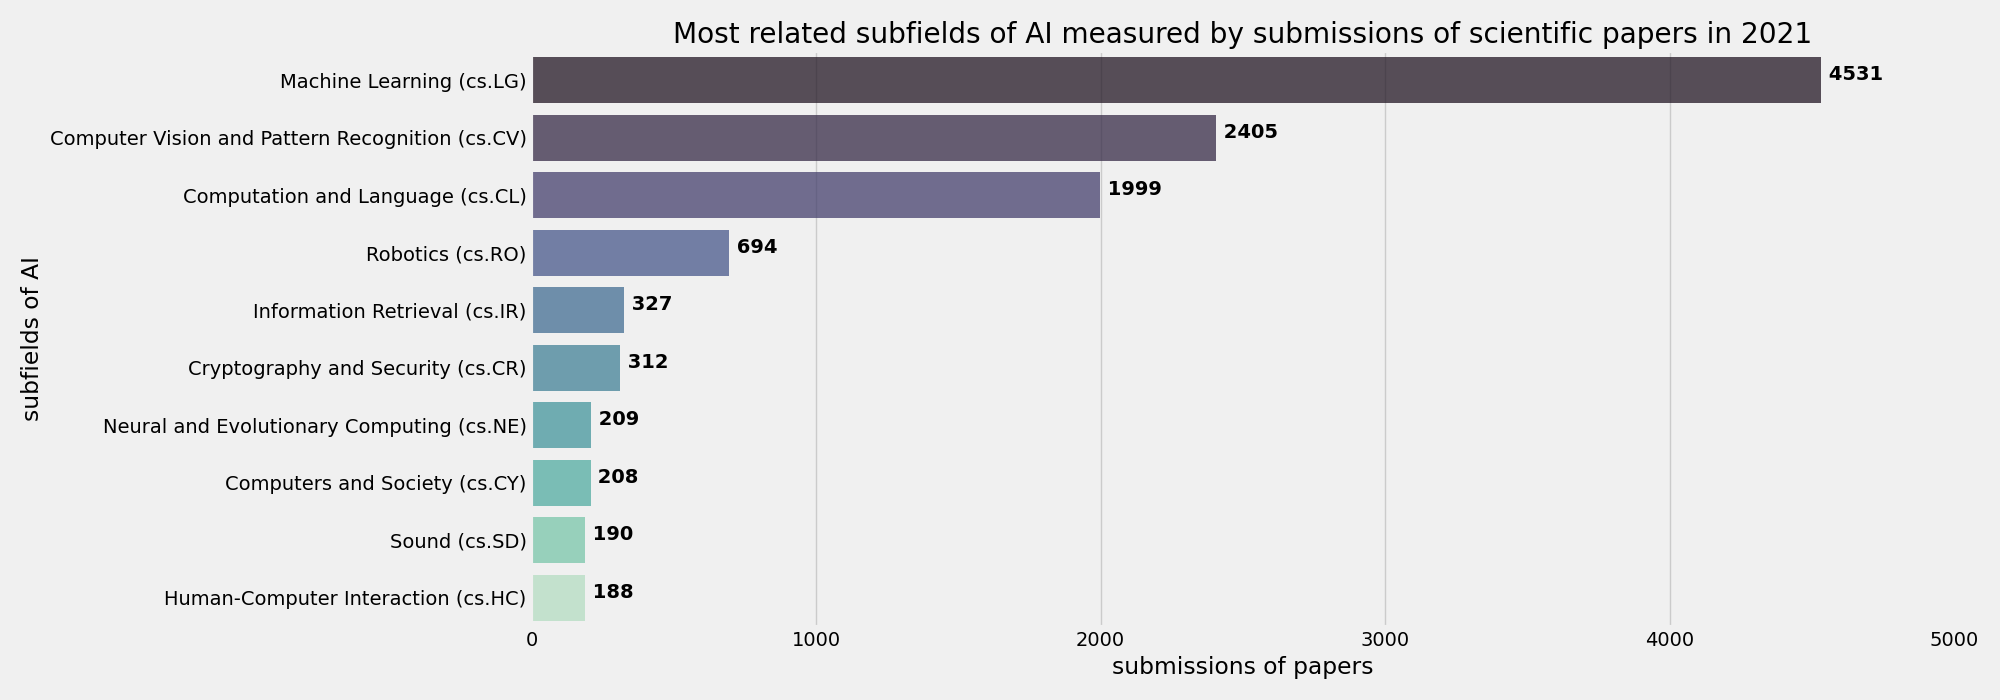 Most related subfields of AI measured by submissions of scientific papers in 2021
Machine Learning (cs.LG) 4531
Computer Vision and Pattern Recognition (cs.CV) 2405
Computation and Language (cs.CL) 1999
Robotics (cs.RO) 694
Information Retrieval (cs.IR) 327
Cryptography and Security (cs.CR) 312
Neural and Evolutionary Computing (cs.NE) 209
Computers and Society (cs.CY) 208
Sound (cs.SD) 190
Human-Computer Interaction (cs.HC) 188
subfields of AI
0 1000 2000 3000 4000 5000
submissions of papers